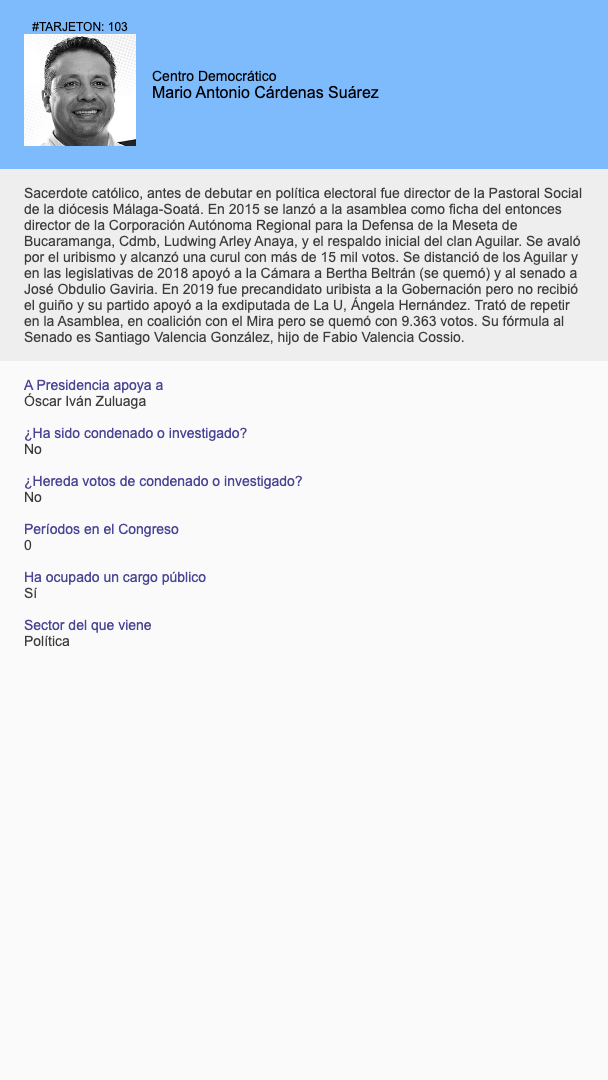 #TARJETON: 103
Centro Democrático
Mario Antonio Cárdenas Suárez
Sacerdote católico, antes de debutar en política electoral fue director de la Pastoral Social
de la diócesis Málaga-Soatá. En 2015 se lanzó a la asamblea como ficha del entonces
director de la Corporación Autónoma Regional para la Defensa de la Meseta de
Bucaramanga, Cdmb, Ludwing Arley Anaya, y el respaldo inicial del clan Aguilar. Se avaló
por el uribismo y alcanzó una curul con más de 15 mil votos. Se distanció de los Aguilar y
en las legislativas de 2018 apoyó a la Cámara a Bertha Beltrán (se quemó) y al senado a
José Obdulio Gaviria. En 2019 fue precandidato uribista a la Gobernación pero no recibió
el guiño y su partido apoyó a la exdiputada de La U, Ángela Hernández. Trató de repetir
en la Asamblea, en coalición con el Mira pero se quemó con 9.363 votos. Su fórmula al
Senado es Santiago Valencia González, hijo de Fabio Valencia Cossio.
A Presidencia apoya a
Óscar Iván Zuluaga
¿Ha sido condenado o investigado?
No
¿Hereda votos de condenado o investigado?
No
Períodos en el Congreso
0
Ha ocupado un cargo público
Sí
Sector del que viene
Política